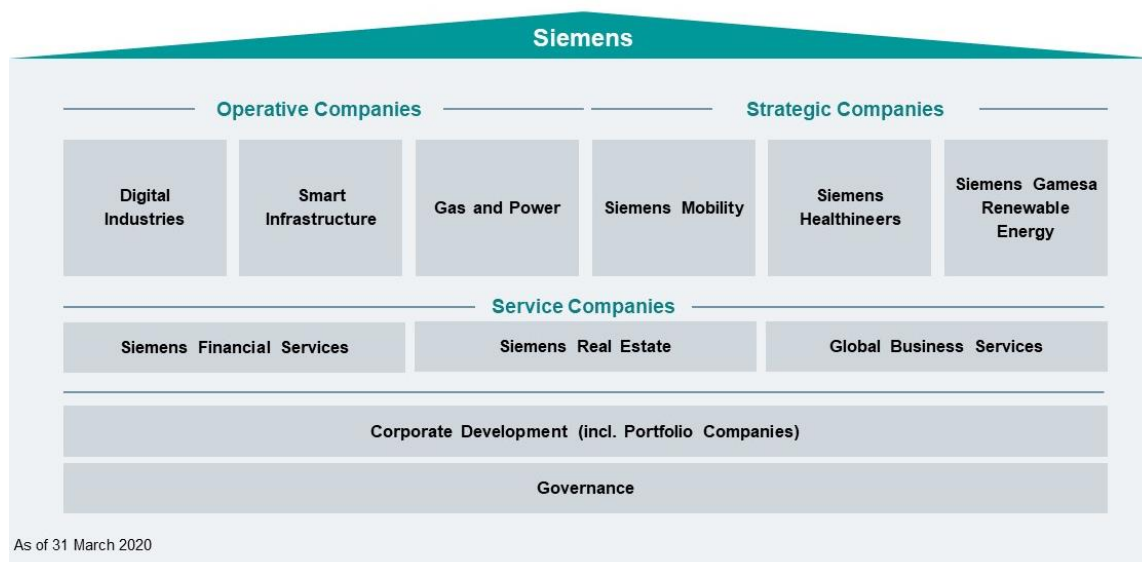 Siemens
Operative Companies
Strategic Companies
Digital
Industries
Smart
Infrastructure
Gas and Power
Siemens Mobility
Siemens
Healthineers
Siemens Gamesa
Renewable
Energy
Service Companies
Siemens Financial Services
Siemens Real Estate
Global Business Services
Corporate Development (incl. Portfolio Companies)
Governance
As of 31 March 2020